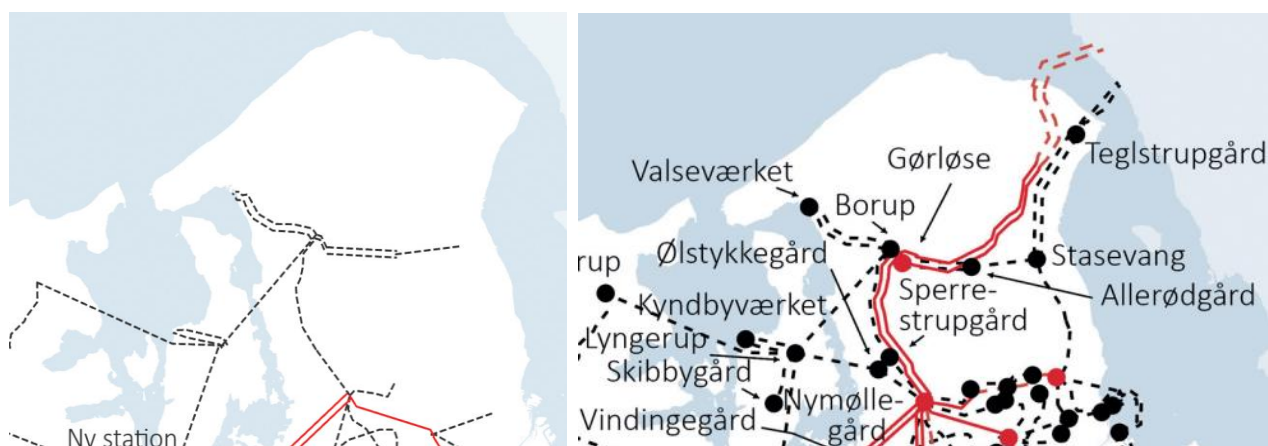 Ny station
Teglstrupgård
Gørløse
Valseværket
Borup
Ølstykkegård
Stasevang
rup
Allerødgård
Kyndbyværket
Sperre-
strupgård
Lyngerup
Skibbygård
Nymølle-
gård
Vindingegård